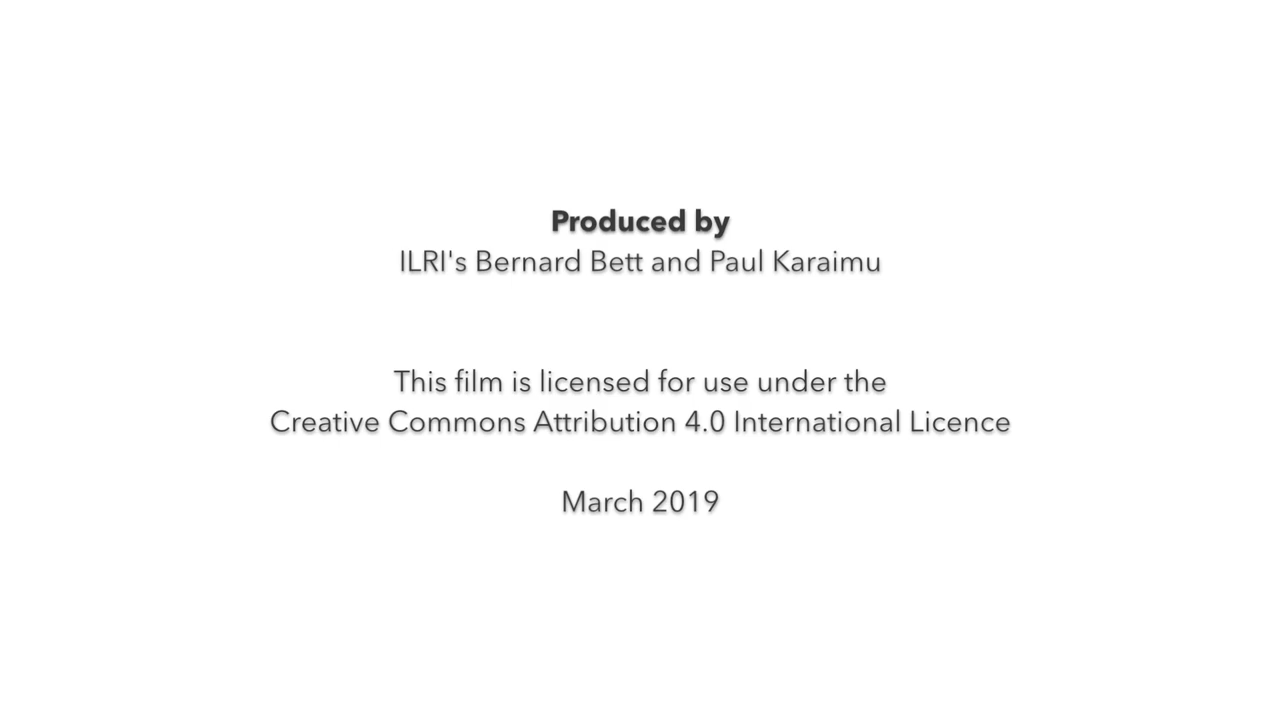 Produced by
ILRI's Bernard Bett and Paul Karaimu
This film is licensed for use under the
Creative Commons Attribution 4.0 International Licence
March 2019